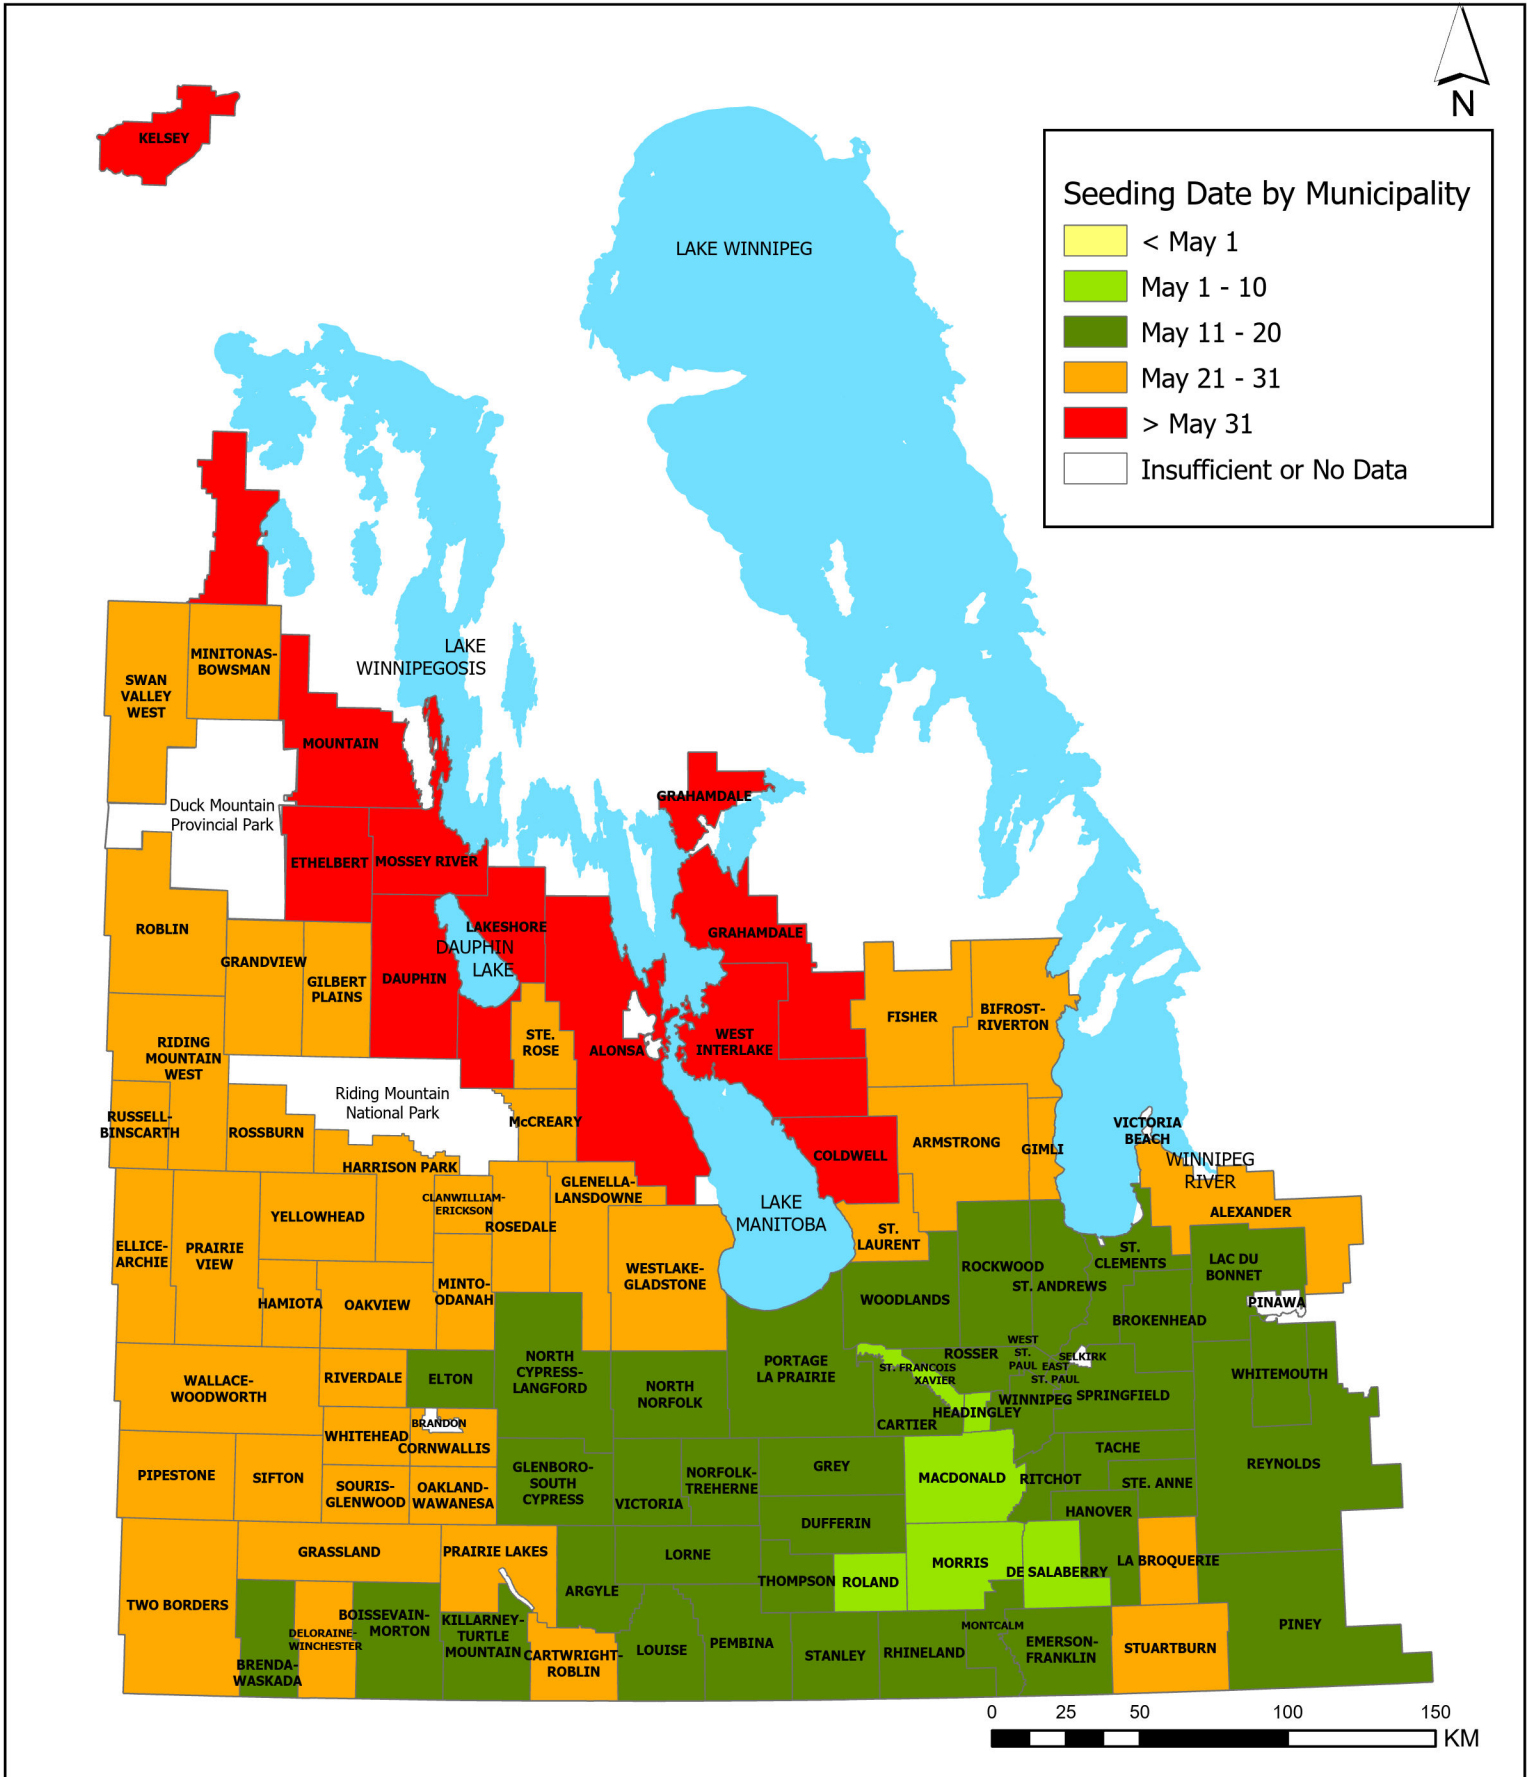 N
KELSEY
Seeding Date by Municipality
< May 1
May 1 - 10
May 11 - 20
May 21 - 31
> May 31
Insufficient or No Data
LAKE WINNIPEG
LAKE
WINNIPEGOSIS
MINITONAS-
BOWSMAN
SWAN
VALLEY
WEST
MOUNTAIN
Duck Mountain
Provincial Park
GRAHAMDALE
ETHELBERT
MOSSEY RIVER
ROBLIN
GRANDVIEW
GILBERT
PLAINS
DAUPHIN
LAKESHORE
DAUPHIN
LAKE
GRAHAMDALE
FISHER
BIFROST-
RIVERTON
STE.
ROSE
ALONSA
WEST
INTERLAKE
RIDING
MOUNTAIN
WEST
Riding Mountain
National Park
RUSSELL-
BINSCARTH
ROSSBURN
McCREARY
ARMSTRONG
GIMLI
VICTORIA
BEACH
COLDWELL
WINNIPEG
RIVER
HARRISON PARK
CLANWILLIAM-
ERICKSON
GLENELLA-
LANSDOWNE
ROSEDALE
YELLOWHEAD
LAKE
MANITOBA
ALEXANDER
ELLICE-
ARCHIE
PRAIRIE
VIEW
ST.
LAURENT
ST.
CLEMENTS
LAC DU
BONNET
ROCKWOOD
ST. ANDREWS
WESTLAKE-
GLADSTONE
MINTO-
ODANAH
HAMIOTA
OAKVIEW
WOODLANDS
PINAWA
BROKENHEAD
WEST
ST.
PAUL
ROSSER
SELKIRK
EAST
ST. PAUL
ST. FRANCOIS
XAVIER
PORTAGE
LA PRAIRIE
NORTH
CYPRESS-
LANGFORD
NORTH
NORFOLK
RIVERDALE
ELTON
WALLACE-
WOODWORTH
WHITEMOUTH
SPRINGFIELD
WINNIPEG
HEADINGLEY
CARTIER
BRANDON
WHITEHEAD
CORNWALLIS
TACHE
REYNOLDS
GREY
MACDONALD
RITCHOT
STE. ANNE
PIPESTONE
SIFTON
SOURIS-
GLENWOOD
OAKLAND-
WAWANESA
GLENBORO-
SOUTH
CYPRESS
VICTORIA
NORFOLK-
TREHERNE
HANOVER
DUFFERIN
GRASSLAND
PRAIRIE LAKES
LORNE
MORRIS
LA BROQUERIE
DE SALABERRY
THOMPSON
ROLAND
ARGYLE
TWO BORDERS
BOISSEVAIN-
MORTON
DELORAINE-
WINCHESTER
KILLARNEY-
TURTLE
MOUNTAIN
BRENDA-
WASKADA
CARTWRIGHT-
ROBLIN
LOUISE
PEMBINA
STANLEY
RHINELAND
MONTCALM
EMERSON-
FRANKLIN
STUARTBURN
PINEY
0 25 50 100 150
KM